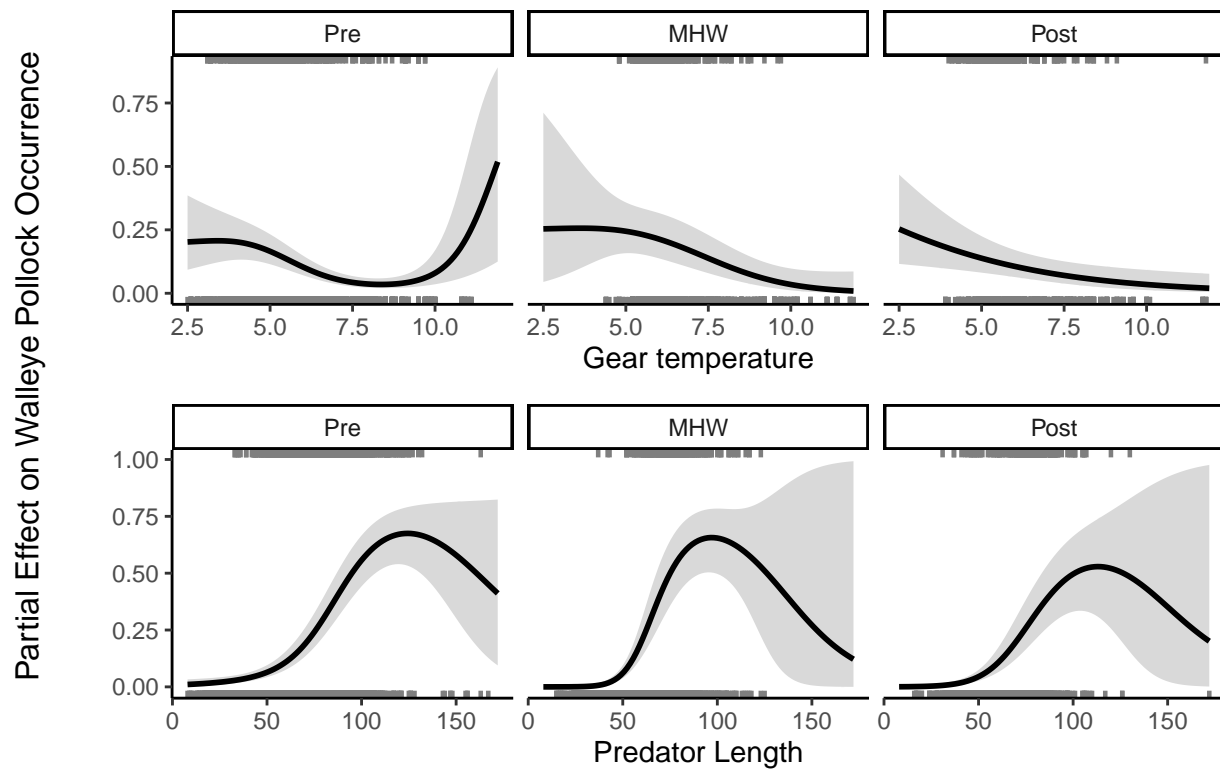 Partial Effect on Walleye Pollock Occurrence
Pre MHW Post
0.75
0.50
0.25
0.00
2.5 5.0 7.5 10.0 2.5 5.0 7.5 10.0 2.5 5.0 7.5 10.0
Gear temperature
Pre MHW Post
1.00
0.75
0.50
0.25
0.00
0 50 100 150 0 50 100 150 0 50 100 150
Predator Length